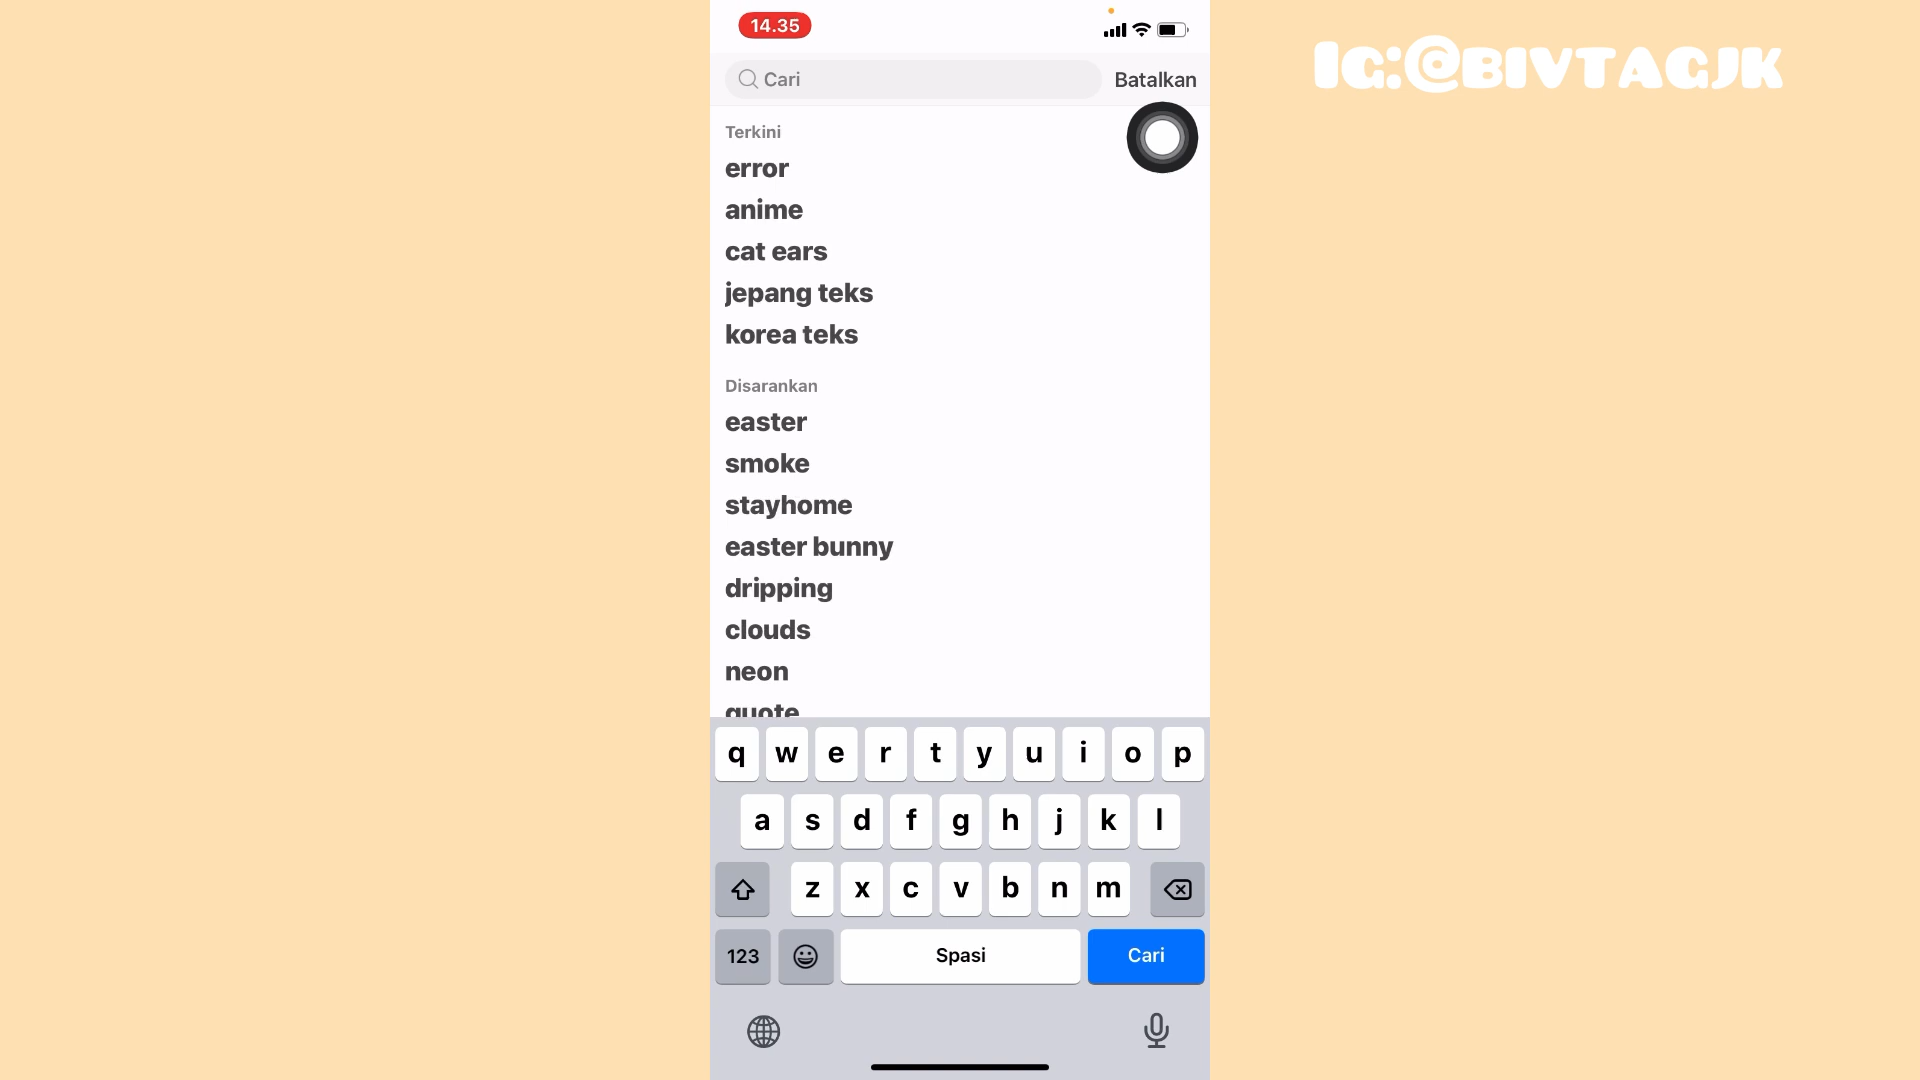 14.35
IG:@BIVTAGJK
Cari
Batalkan
Terkini
error
anime
cat ears
jepang teks
korea teks
Disarankan
easter
smoke
stayhome
easter bunny
dripping
clouds
neon
quote
q w e r t y u i o p
a s d f g h j k l
z x c v b n m
123 Spasi Cari